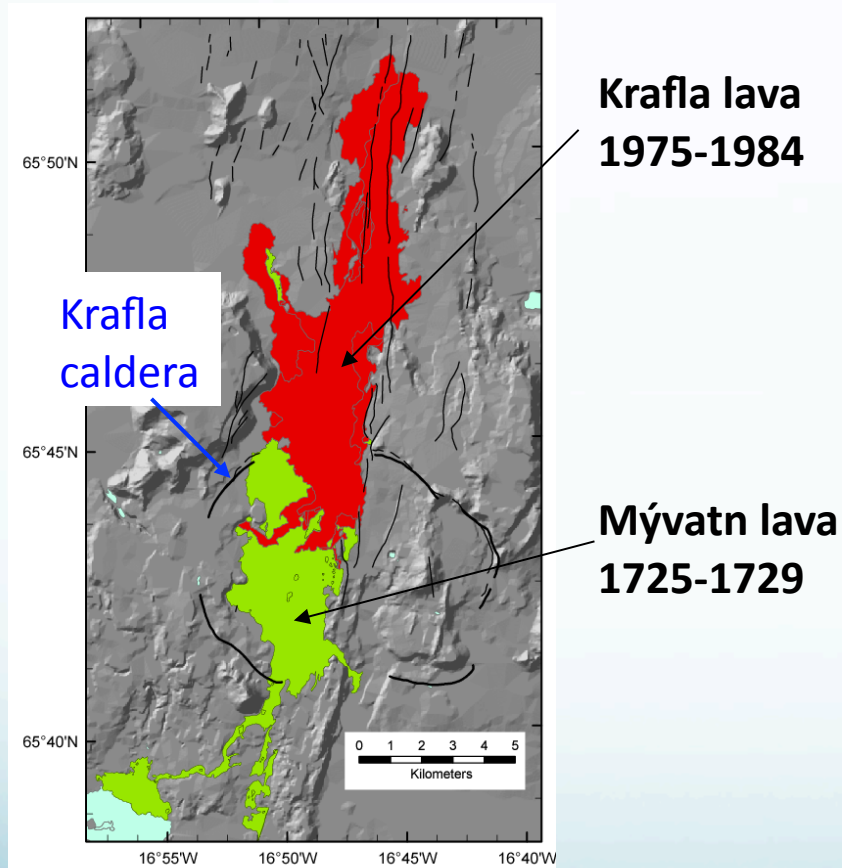 Krafla lava
1975-1984
65°50'N
Krafla
caldera
65°45'N
Mývatn lava
1725-1729
65°40'N
0 1 2 3 4 5
Kilometers
16°55'W 16°50'W 16°45'W 16°40'W